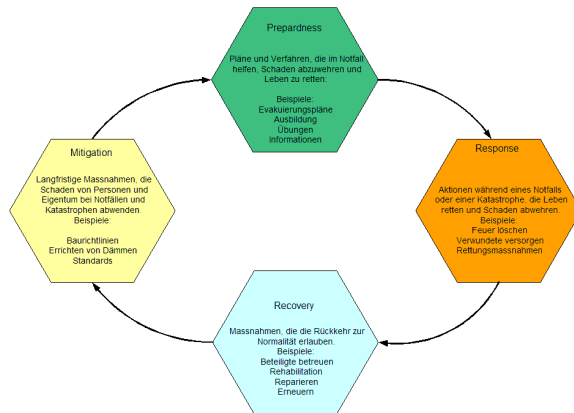 Prepardness
Pläne und Verfahren, die im Notfall
helfen, Schaden abzuwehren und
Leben zu retten:
Beispiele:
Evakuierungspläne
Ausbildung
Übungen
Informationen
Response
Aktionen während eines Notfalls
oder einer Katastrophe, die Leben
retten und Schaden abwehren.
Beispiele:
Feuer löschen
Verwundete versorgen
Rettungsmassnahmen
Recovery
Massnahmen, die die Rückkehr zur
Normalität erlauben.
Beispiele:
Beteiligte betreuen
Rehabilitation
Reparieren
Erneuern
Mitigation
Langfristige Massnahmen, die
Schaden von Personen und
Eigentum bei Notfällen und
Katastrophen abwenden.
Beispiele:
Baurichtlinien
Errichten von Dämmen
Standards